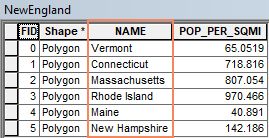 NewEngland
FID Shape * NAME POP_PER_SQMI
0 Polygon Vermont 65.0519
1 Polygon Connecticut 718.816
2 Polygon Massachusetts 807.054
3 Polygon Rhode Island 970.466
4 Polygon Maine 40.891
5 Polygon New Hampshire 142.186